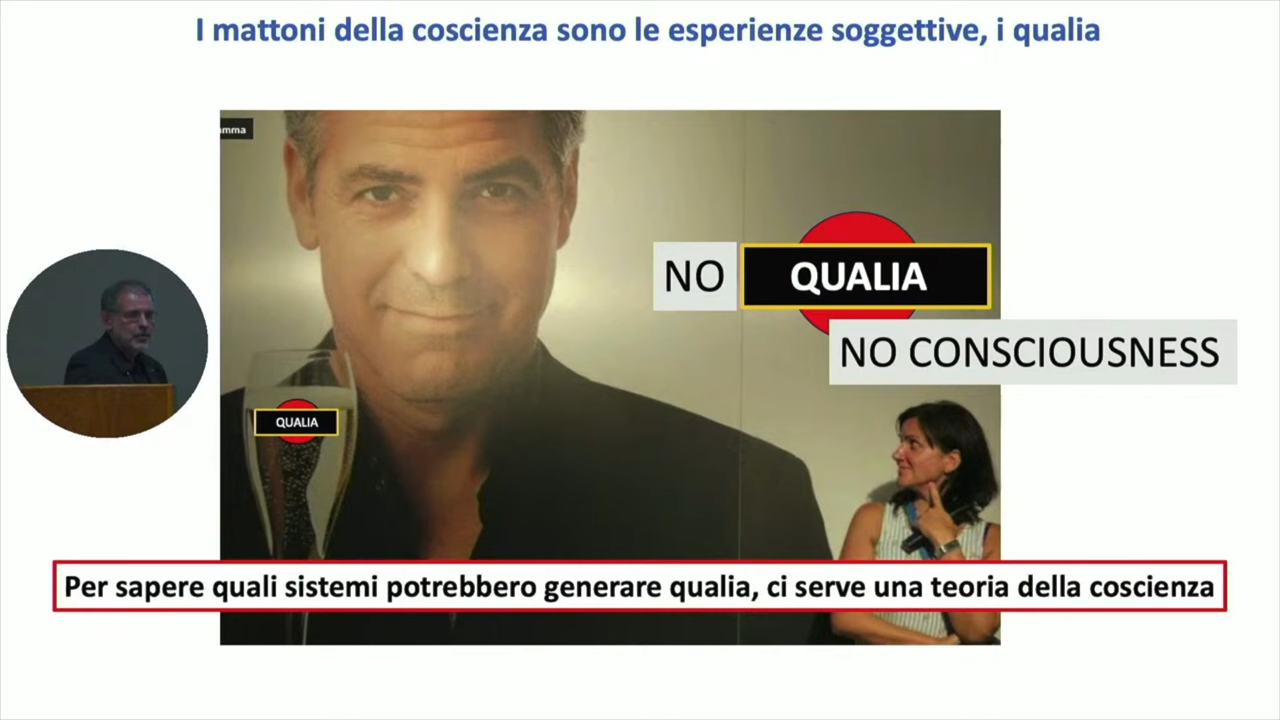 I mattoni della coscienza sono le esperienze soggettive, i qualia
NO QUALIA
NO CONSCIOUSNESS
QUALIA
Per sapere quali sistemi potrebbero generare qualia, ci serve una teoria della coscienza